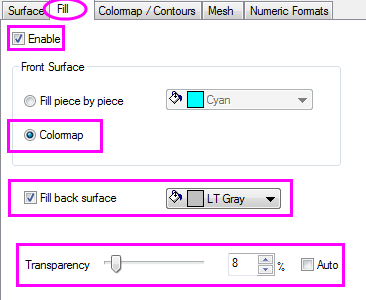 Surface Fill Colormap / Contours Mesh Numeric Formats
Enable
Front Surface
Fill piece by piece Cyan
Colormap
Fill back surface LT Gray
Transparency 8 % Auto